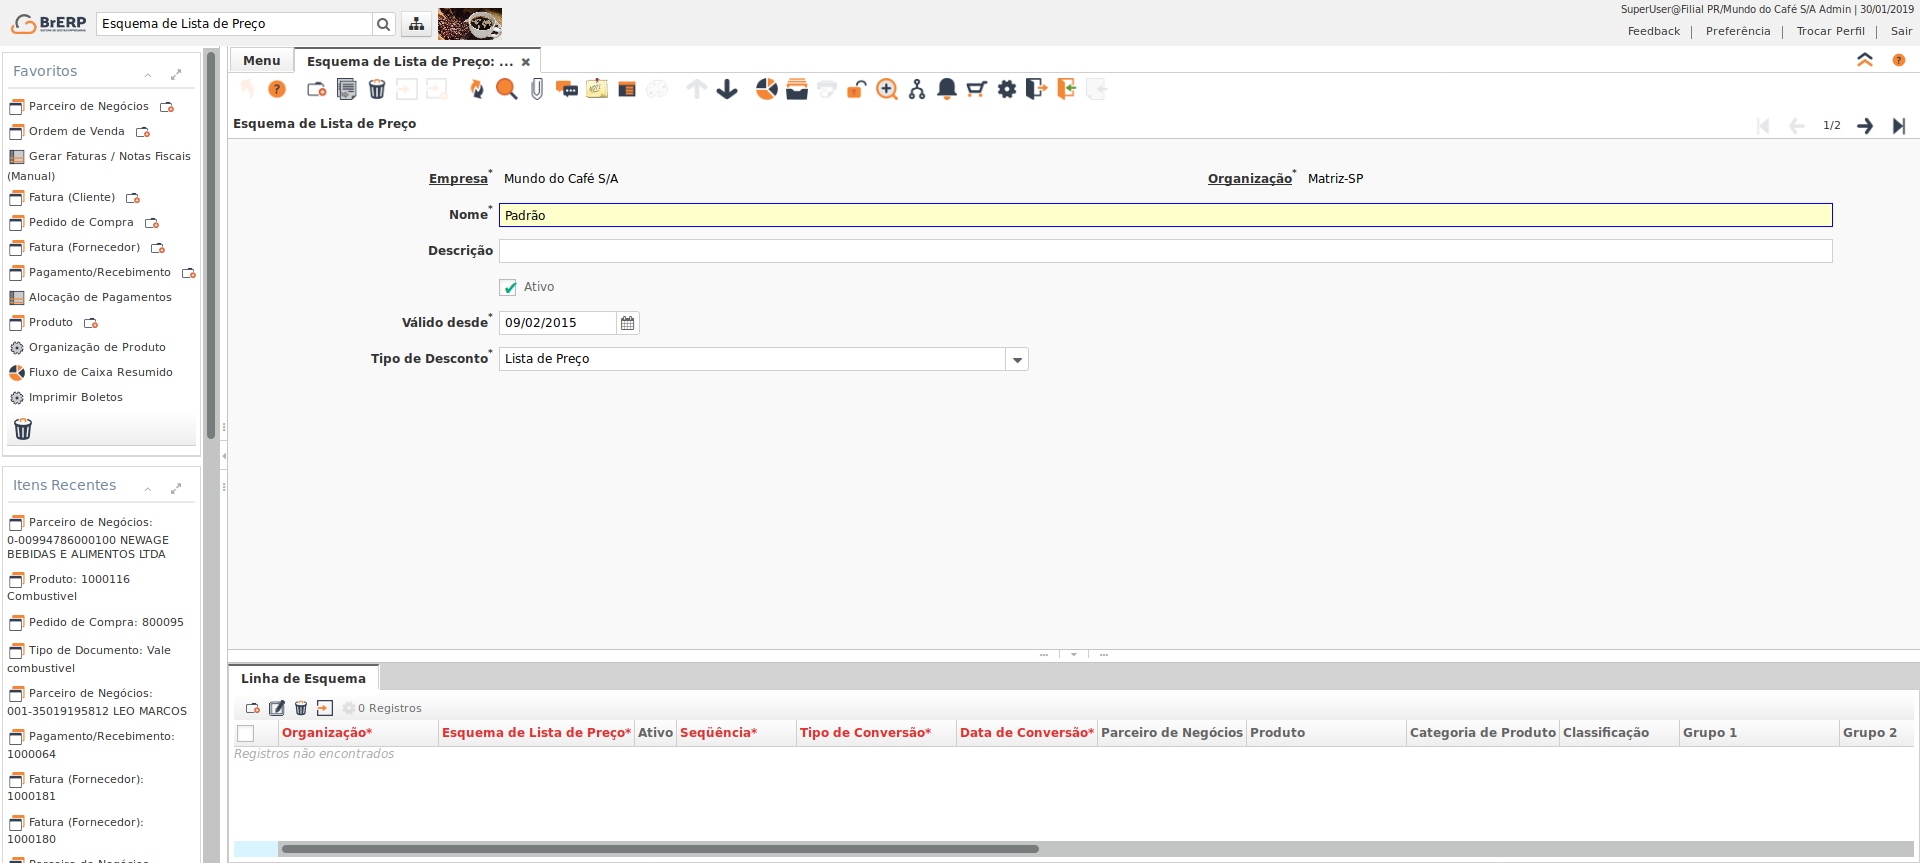 BrERP
Esquema de Lista de Preço
SuperUser@Filial PR/Mundo do Café S/A Admin | 30/01/2019
Feedback | Preferência | Trocar Perfil | Sair
Favoritos
Parceiro de Negócios
Ordem de Venda
Gerar Faturas / Notas Fiscais
(Manual)
Fatura (Cliente)
Pedido de Compra
Fatura (Fornecedor)
Pagamento/Recebimento
Alocação de Pagamentos
Produto
Organização de Produto
Fluxo de Caixa Resumido
Imprimir Boletos
Itens Recentes
Parceiro de Negócios:
0-00994786000100 NEWAGE
BEBIDAS E ALIMENTOS LTDA
Produto: 1000116
Combustivel
Pedido de Compra: 800095
Tipo de Documento: Vale
combustivel
Parceiro de Negócios:
001-35019195812 LEO MARCOS
Pagamento/Recebimento:
1000064
Fatura (Fornecedor):
1000181
Fatura (Fornecedor):
1000180
Parceiro de Negócios
Menu
Esquema de Lista de Preço: ...
Esquema de Lista de Preço
1/2
Empresa* Mundo do Café S/A
Organização* Matriz-SP
Nome* Padrão
Descrição
Ativo
Válido desde* 09/02/2015
Tipo de Desconto* Lista de Preço
Linha de Esquema
0 Registros
Organização* Esquema de Lista de Preço* Ativo Seqüência* Tipo de Conversão* Data de Conversão* Parceiro de Negócios Produto Categoria de Produto Classificação Grupo 1 Grupo 2
Registros não encontrados